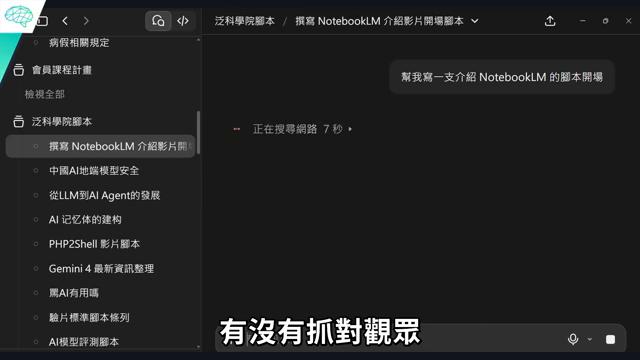 泛科學院腳本 / 撰寫 NotebookLM 介紹影片開場腳本
病假相關規定
會員課程計畫
檢視全部
泛科學院腳本
撰寫 NotebookLM 介紹影片開
中國AI地端模型安全
從LLM到AI Agent的發展
AI 记忆体的建构
PHP2Shell 影片腳本
Gemini 4 最新資訊整理
罵AI有用嗎
驗片標準腳本條列
AI模型評測腳本
幫我寫一支介紹 NotebookLM 的腳本開場
正在搜尋網路 7 秒
有沒有抓對觀眾